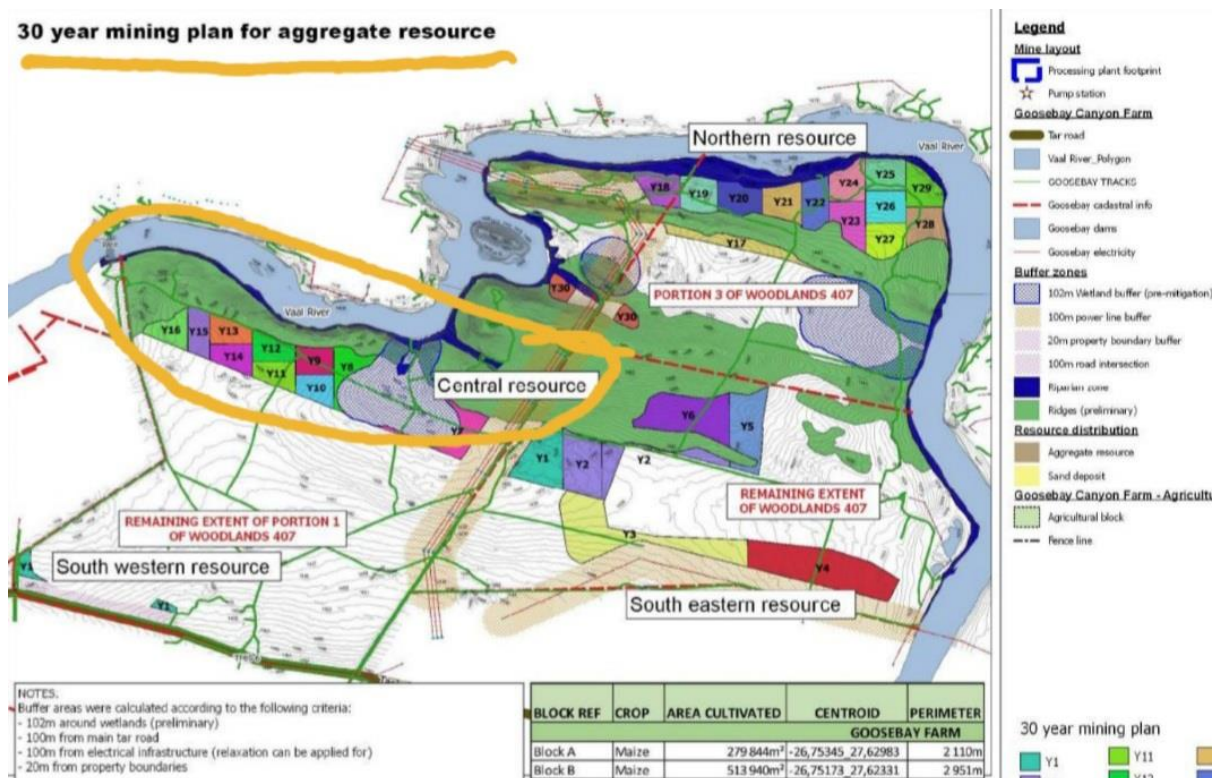 30 year mining plan for aggregate resource
Northern resource
Vaal River
Vaal River
Y18
Y19
Y20
Y21
Y22
Y24
Y25
Y29
Y23
Y26
Y28
Y27
Y17
Y30
Y30
PORTION 3 OF WOODLANDS 407
Vaal River
Y16
Y15
Y13
Y14
Y12
Y11
Y9
Y10
Y8
Central resource
Y6
Y5
Y1
Y2
Y2
REMAINING EXTENT OF PORTION 1
OF WOODLANDS 407
REMAINING EXTENT
OF WOODLANDS 407
Y3
Y4
South western resource
Y1
South eastern resource
NOTES.
Buffer areas were calculated according to the following criteria:
- 102m around wetlands (preliminary)
- 100m from main tar road
- 100m from electrical infrastructure (relaxation can be applied for)
- 20m from property boundaries
BLOCK REF CROP AREA CULTIVATED CENTROID PERIMETER
GOOSEBAY FARM
Block A Maize 279 844m² -26,75345_27,62983 2 110m
Block B Maize 513 940m² -26,75173_27,62331 2 951m
Legend
Mine layout
Processing plant footprint
Pump station
Goosebay Canyon Farm
Tar road
Vaal River_Polygon
GOOSEBAY TRACKS
Goosebay cadastral info
Goosebay dams
Goosebay electricity
Buffer zones
102m Wetland buffer (pre-mitigation)
100m power line buffer
20m property boundary buffer
100m road intersection
Riparian zone
Ridges (preliminary)
Resource distribution
Aggregate resource
Sand deposit
Goosebay Canyon Farm - Agricultu
Agricultural block
Fence line
30 year mining plan
Y1
Y11